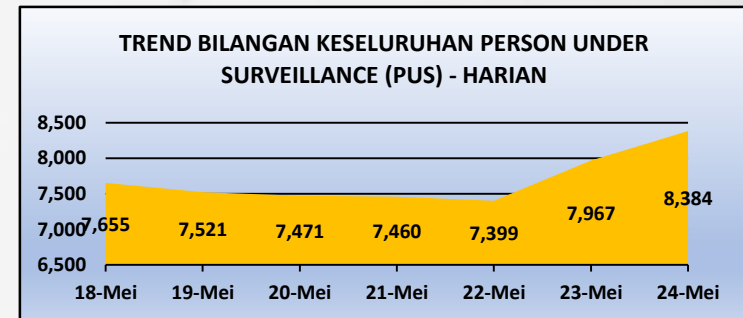 TREND BILANGAN KESELURUHAN PERSON UNDER
SURVEILLANCE (PUS) - HARIAN
8,500
8,000
7,500
7,000
6,500
7,655
7,521
7,471
7,460
7,399
7,967
8,384
18-Mei
19-Mei
20-Mei
21-Mei
22-Mei
23-Mei
24-Mei